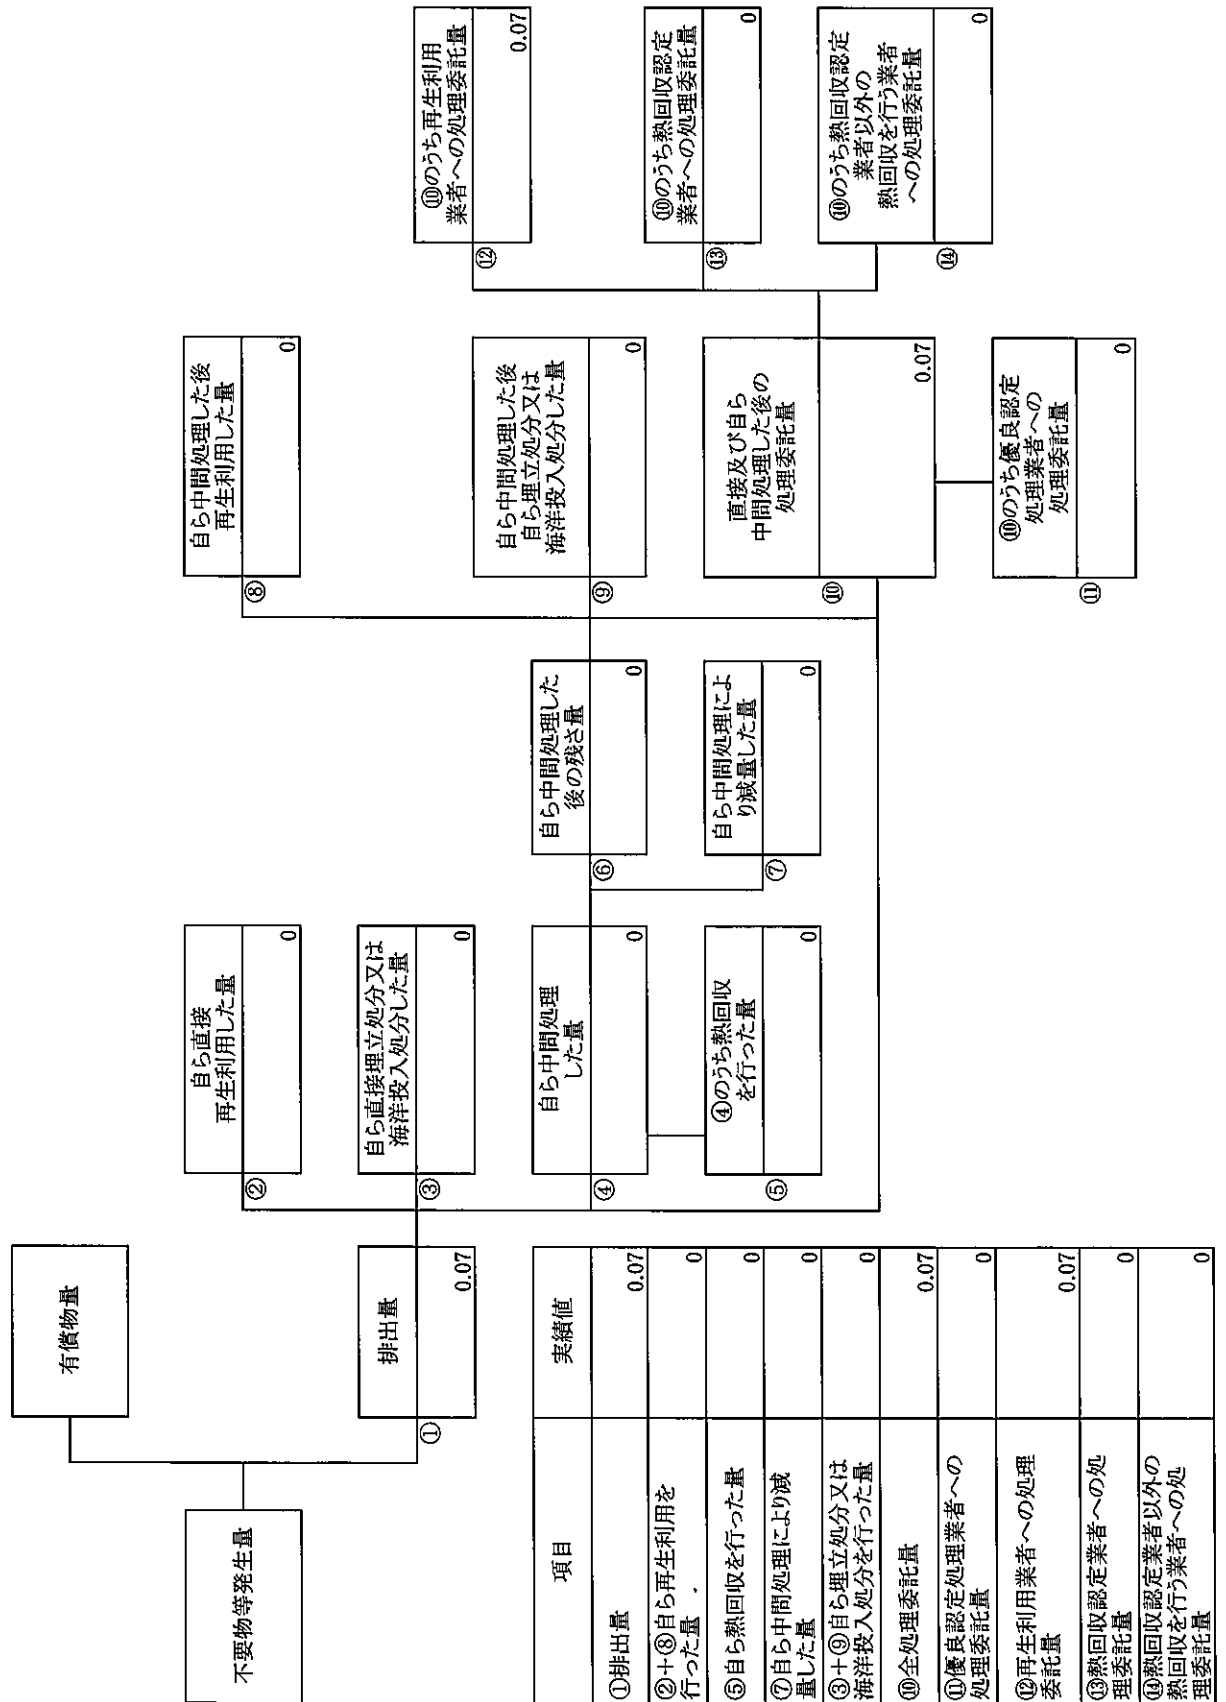 不要物等発生量
有償物量
排出量
①
0.07
自ら直接
再生利用した量
②
0
自ら直接埋立処分又は
海洋投入処分した量
③
0
自ら中間処理
した量
④
0
④のうち熱回収
を行った量
⑤
0
自ら中間処理した
後の残さ量
⑥
0
自ら中間処理によ
り減量した量
⑦
0
自ら中間処理した後
再生利用した量
⑧
0
自ら中間処理した後
自ら埋立処分又は
海洋投入処分した量
⑨
0
直接及び自ら
中間処理した後の
処理委託量
⑩
0.07
⑩のうち優良認定
処理業者への
処理委託量
⑪
0
⑩のうち再生利用
業者への処理委託量
⑫
0.07
⑩のうち熱回収認定
業者への処理委託量
⑬
0
⑩のうち熱回収認定
業者以外の
熱回収を行う業者
への処理委託量
⑭
0
項目 実績値
①排出量 0.07
②+⑧自ら再生利用を
行った量 0
⑤自ら熱回収を行った量 0
⑦自ら中間処理により減
量した量 0
③+⑨自ら埋立処分又は
海洋投入処分を行った量 0
⑩全処理委託量 0.07
⑪優良認定処理業者への
処理委託量 0
⑫再生利用業者への処理
委託量 0.07
⑬熱回収認定業者への処
理委託量 0
⑭熱回収認定業者以外の
熱回収を行う業者への処
理委託量 0